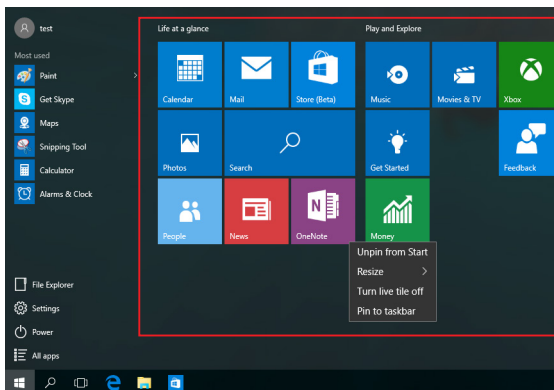 test
Most used
Paint
Get Skype
Maps
Snipping Tool
Calculator
Alarms & Clock
File Explorer
Settings
Power
All apps
Life at a glance
Calendar
Mail
Store (Beta)
Photos
Search
People
News
OneNote
Play and Explore
Music
Movies & TV
Xbox
Get Started
Feedback
Money
Unpin from Start
Resize
Turn live tile off
Pin to taskbar